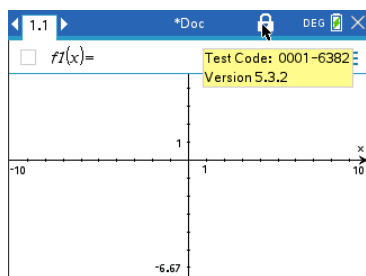 1.1 *Doc DEG
f1(x)=
Test Code: 0001-6382
Version 5.3.2
1
x
-10 1 10
-6.67